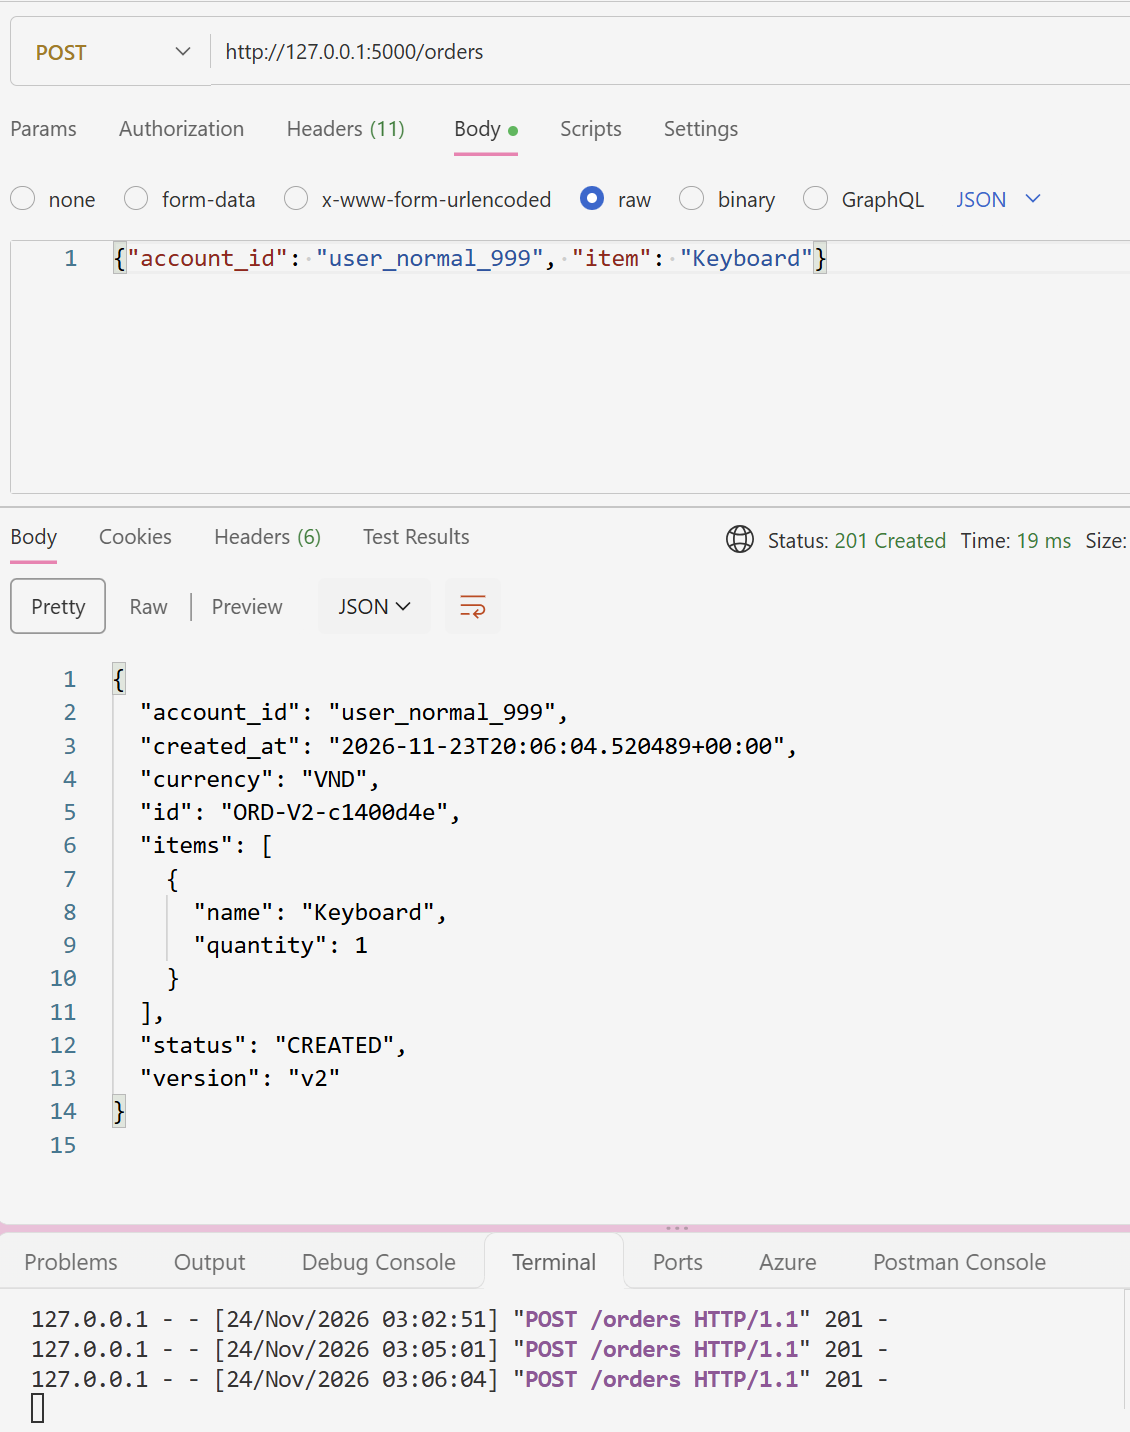 POST http://127.0.0.1:5000/orders
Params Authorization Headers (11) Body Scripts Settings
none form-data x-www-form-urlencoded raw binary GraphQL JSON
1 {"account_id": "user_normal_999", "item": "Keyboard"}
Body Cookies Headers (6) Test Results Status: 201 Created Time: 19 ms Size:
Pretty Raw Preview JSON
1 {
2 "account_id": "user_normal_999",
3 "created_at": "2026-11-23T20:06:04.520489+00:00",
4 "currency": "VND",
5 "id": "ORD-V2-c1400d4e",
6 "items": [
7 {
8 "name": "Keyboard",
9 "quantity": 1
10 }
11 ],
12 "status": "CREATED",
13 "version": "v2"
14 }
15
Problems Output Debug Console Terminal Ports Azure Postman Console
127.0.0.1 - - [24/Nov/2026 03:02:51] "POST /orders HTTP/1.1" 201 -
127.0.0.1 - - [24/Nov/2026 03:05:01] "POST /orders HTTP/1.1" 201 -
127.0.0.1 - - [24/Nov/2026 03:06:04] "POST /orders HTTP/1.1" 201 -